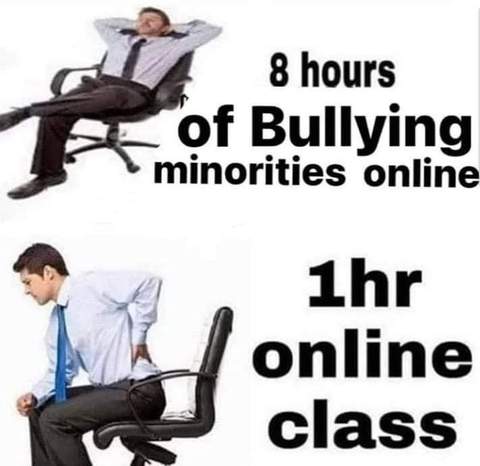 8 hours
of Bullying
minorities online
1hr
online
class